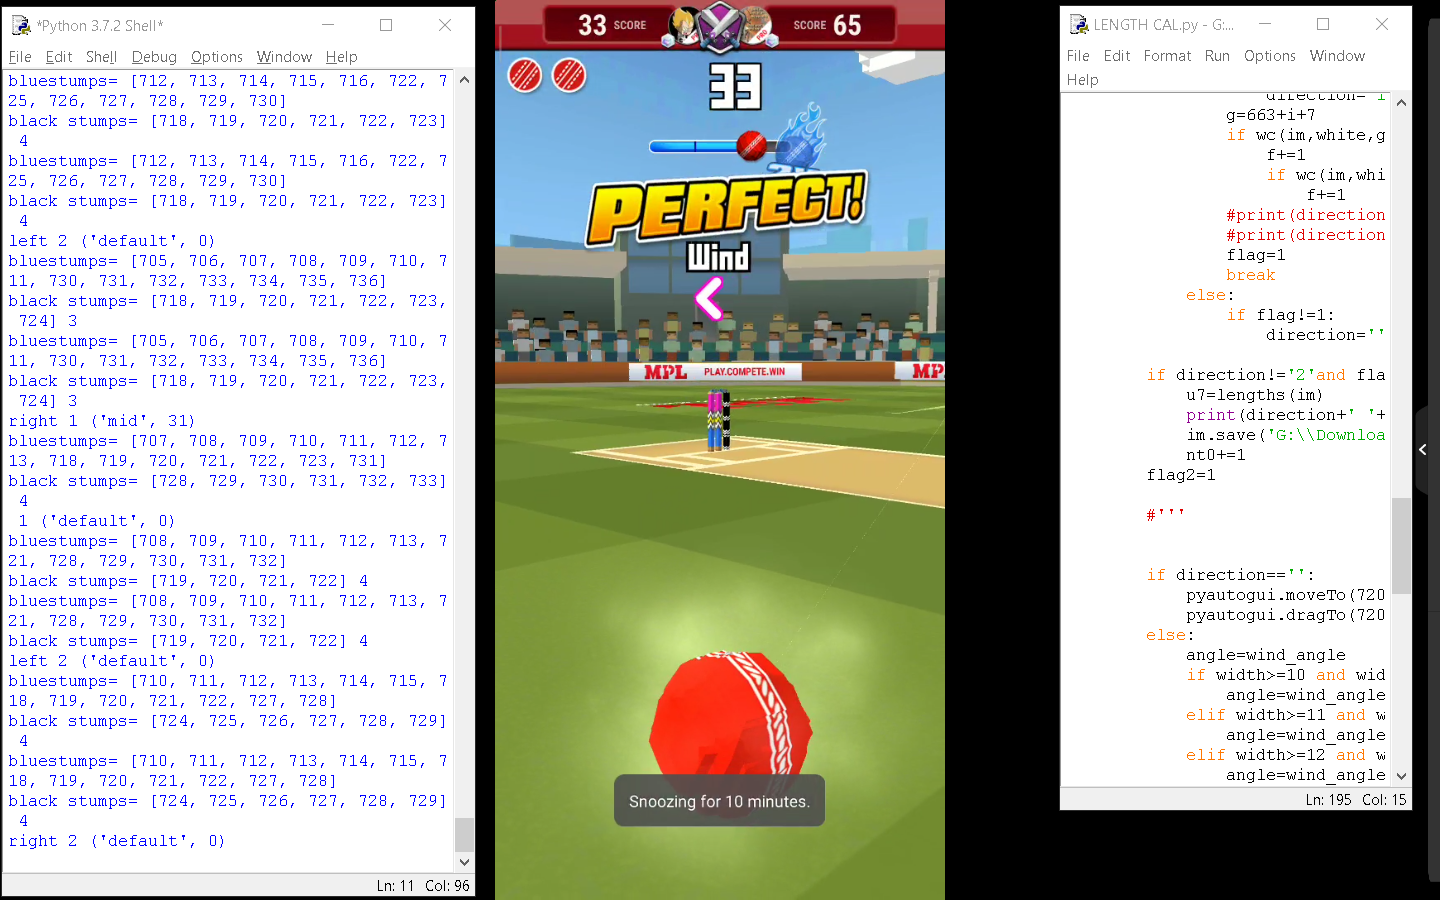 *Python 3.7.2 Shell*
File Edit Shell Debug Options Window Help
bluestumps= [712, 713, 714, 715, 716, 722, 7
25, 726, 727, 728, 729, 730]
black stumps= [718, 719, 720, 721, 722, 723]
4
bluestumps= [712, 713, 714, 715, 716, 722, 7
25, 726, 727, 728, 729, 730]
black stumps= [718, 719, 720, 721, 722, 723]
4
left 2 ('default', 0)
bluestumps= [705, 706, 707, 708, 709, 710, 7
11, 730, 731, 732, 733, 734, 735, 736]
black stumps= [718, 719, 720, 721, 722, 723,
724] 3
bluestumps= [705, 706, 707, 708, 709, 710, 7
11, 730, 731, 732, 733, 734, 735, 736]
black stumps= [718, 719, 720, 721, 722, 723,
724] 3
right 1 ('mid', 31)
bluestumps= [707, 708, 709, 710, 711, 712, 7
13, 718, 719, 720, 721, 722, 723, 731]
black stumps= [728, 729, 730, 731, 732, 733]
4
1 ('default', 0)
bluestumps= [708, 709, 710, 711, 712, 713, 7
21, 728, 729, 730, 731, 732]
black stumps= [719, 720, 721, 722] 4
bluestumps= [708, 709, 710, 711, 712, 713, 7
21, 728, 729, 730, 731, 732]
black stumps= [719, 720, 721, 722] 4
left 2 ('default', 0)
bluestumps= [710, 711, 712, 713, 714, 715, 7
18, 719, 720, 721, 722, 727, 728]
black stumps= [724, 725, 726, 727, 728, 729]
4
bluestumps= [710, 711, 712, 713, 714, 715, 7
18, 719, 720, 721, 722, 727, 728]
black stumps= [724, 725, 726, 727, 728, 729]
4
right 2 ('default', 0)
Ln: 11 Col: 96
33 SCORE SCORE 65
33
PERFECT!
Wind
MPL PLAY.COMPETE.WIN MP
Snoozing for 10 minutes.
LENGTH CAL.py - G:...
File Edit Format Run Options Window
Help
direction='i
g=663+i+7
if wc(im,white,g
f+=1
if wc(im,whi
f+=1
#print(direction
#print(direction
flag=1
break
else:
if flag!=1:
direction=''
if direction!='2'and fla
u7=lengths(im)
print(direction+' '+
im.save('G:\\Downloa
nt0+=1
flag2=1
#'''
if direction=='':
pyautogui.moveTo(720
pyautogui.dragTo(720
else:
angle=wind_angle
if width>=10 and wid
angle=wind_angle
elif width>=11 and w
angle=wind_angle
elif width>=12 and w
angle=wind_angle
Ln: 195 Col: 15